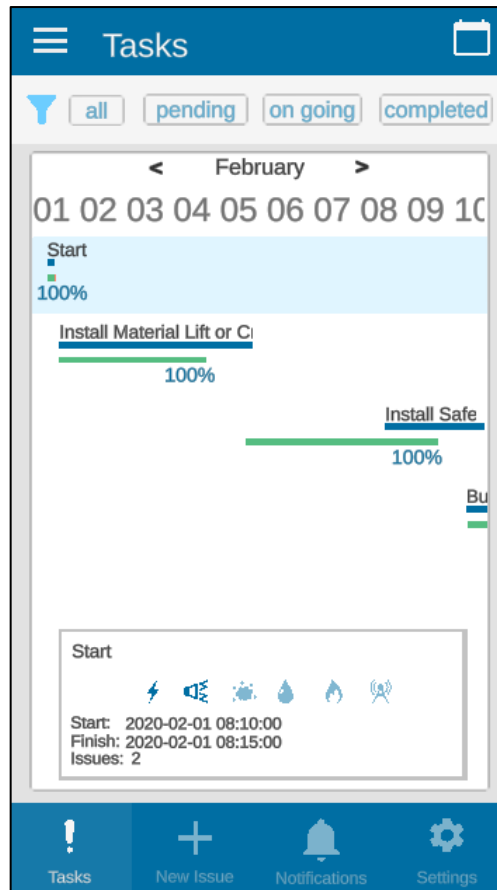 Tasks
all pending on going completed
< February >
01 02 03 04 05 06 07 08 09 10
Start
100%
Install Material Lift or C
100%
Install Safe
100%
Bu
Start
Start: 2020-02-01 08:10:00
Finish: 2020-02-01 08:15:00
Issues: 2
Tasks New Issue Notifications Settings